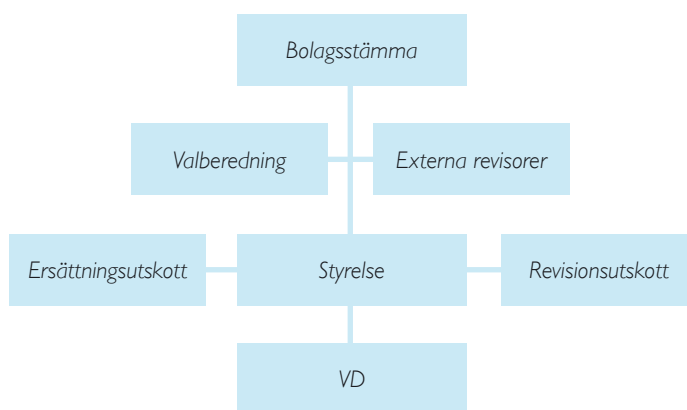 Bolagsstämma
Valberedning
Externa revisorer
Ersättningsutskott
Styrelse
Revisionsutskott
VD